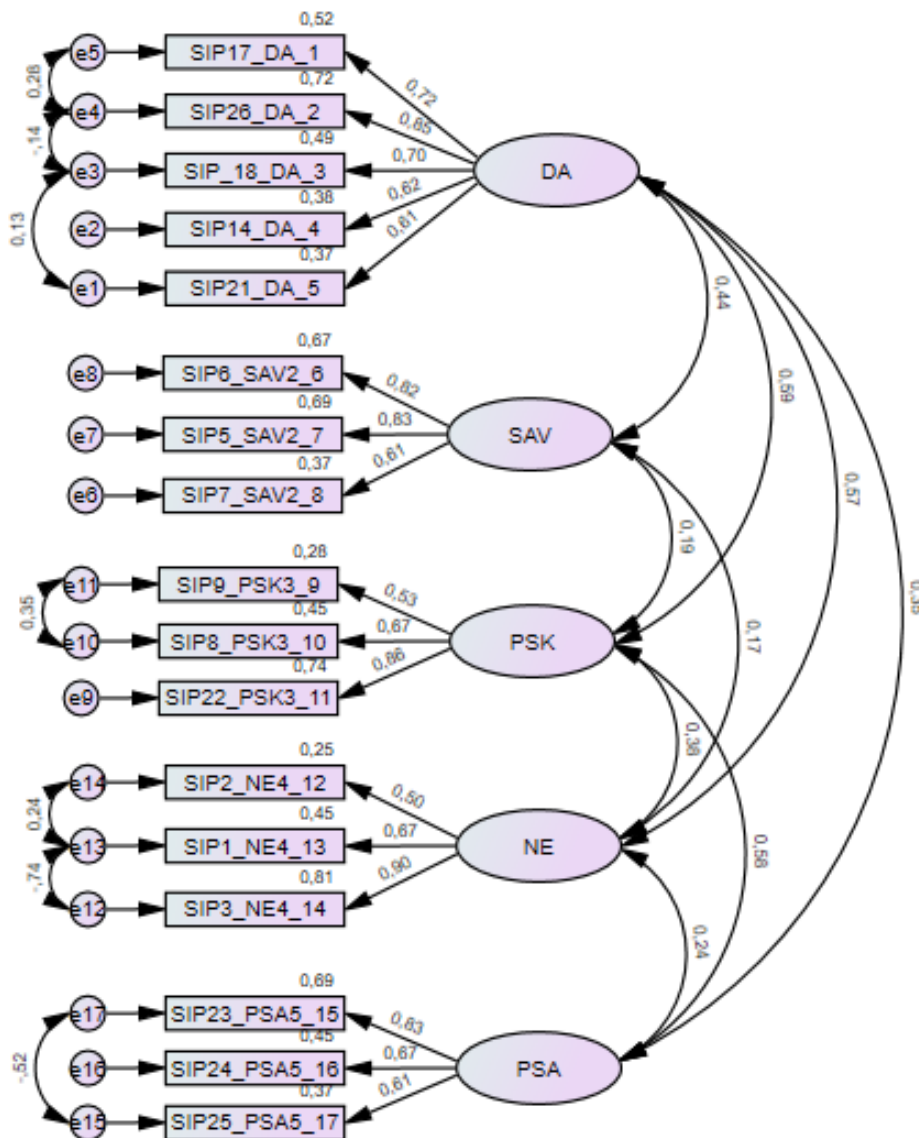 0,52
e5 SIP17_DA_1 0,72
0,28 0,72
e4 SIP26_DA_2 0,85
-,14 0,49
e3 SIP_18_DA_3 0,70 DA
0,38
e2 SIP14_DA_4 0,62
0,13 0,37
e1 SIP21_DA_5 0,61
0,44
0,59
0,57
0,67
e8 SIP6_SAV2_6 0,82
0,69
e7 SIP5_SAV2_7 0,83 SAV
0,37
e6 SIP7_SAV2_8 0,61
0,19
0,28
e11 SIP9_PSK3_9 0,53
0,35 0,45
e10 SIP8_PSK3_10 0,67 PSK
0,74
e9 SIP22_PSK3_11 0,86
0,17
0,38
0,25
e14 SIP2_NE4_12 0,50
0,24 0,45
e13 SIP1_NE4_13 0,67 NE
-,74 0,81
e12 SIP3_NE4_14 0,90
0,58
0,24
0,69
e17 SIP23_PSA5_15 0,83
0,45
-,52 e16 SIP24_PSA5_16 0,67 PSA
0,37
e15 SIP25_PSA5_17 0,61